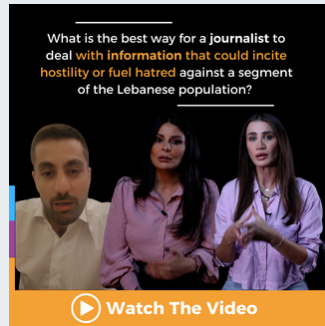 What is the best way for a journalist to
deal with information that could incite
hostility or fuel hatred against a segment
of the Lebanese population?
Watch The Video